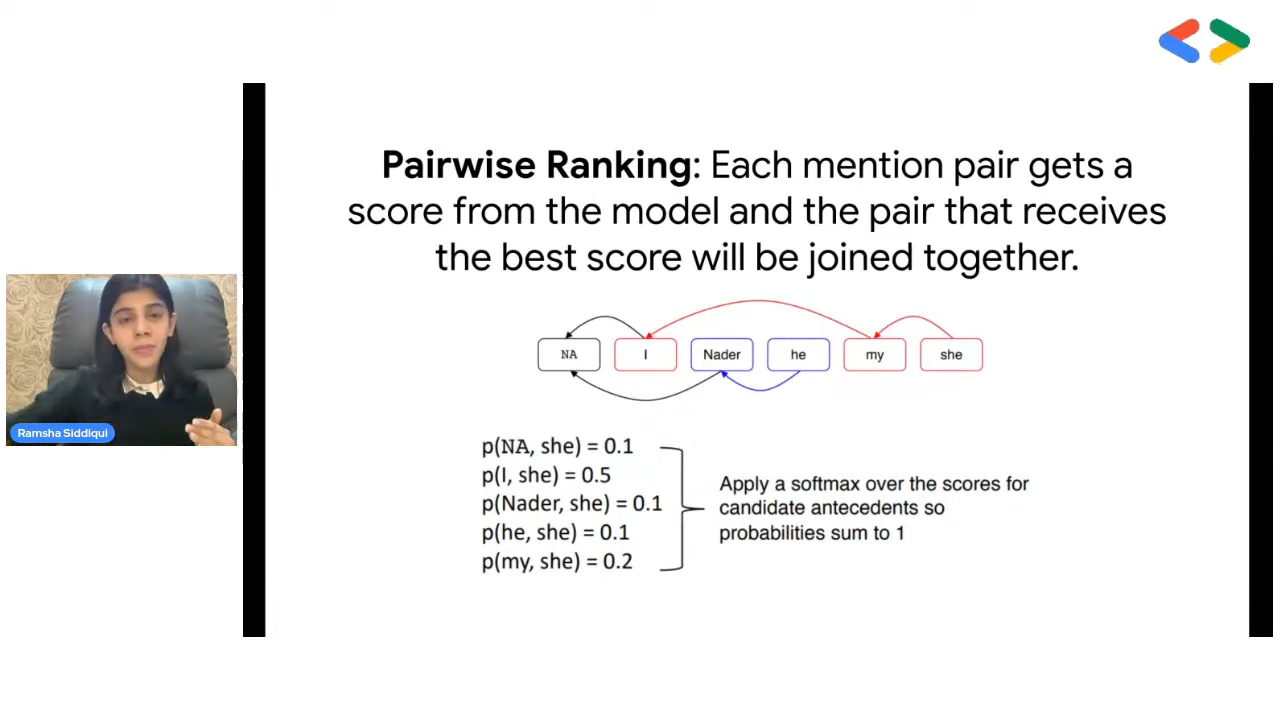 Pairwise Ranking: Each mention pair gets a
score from the model and the pair that receives
the best score will be joined together.
NA I Nader he my she
p(NA, she) = 0.1
p(I, she) = 0.5
p(Nader, she) = 0.1
p(he, she) = 0.1
p(my, she) = 0.2
Apply a softmax over the scores for
candidate antecedents so
probabilities sum to 1
Ramsha Siddiqui